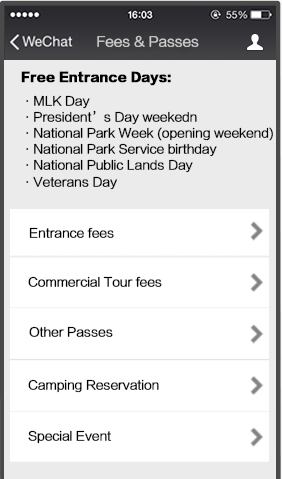 16:03 55%
WeChat Fees & Passes
Free Entrance Days:
· MLK Day
· President’s Day weekedn
· National Park Week (opening weekend)
· National Park Service birthday
· National Public Lands Day
· Veterans Day
Entrance fees
Commercial Tour fees
Other Passes
Camping Reservation
Special Event